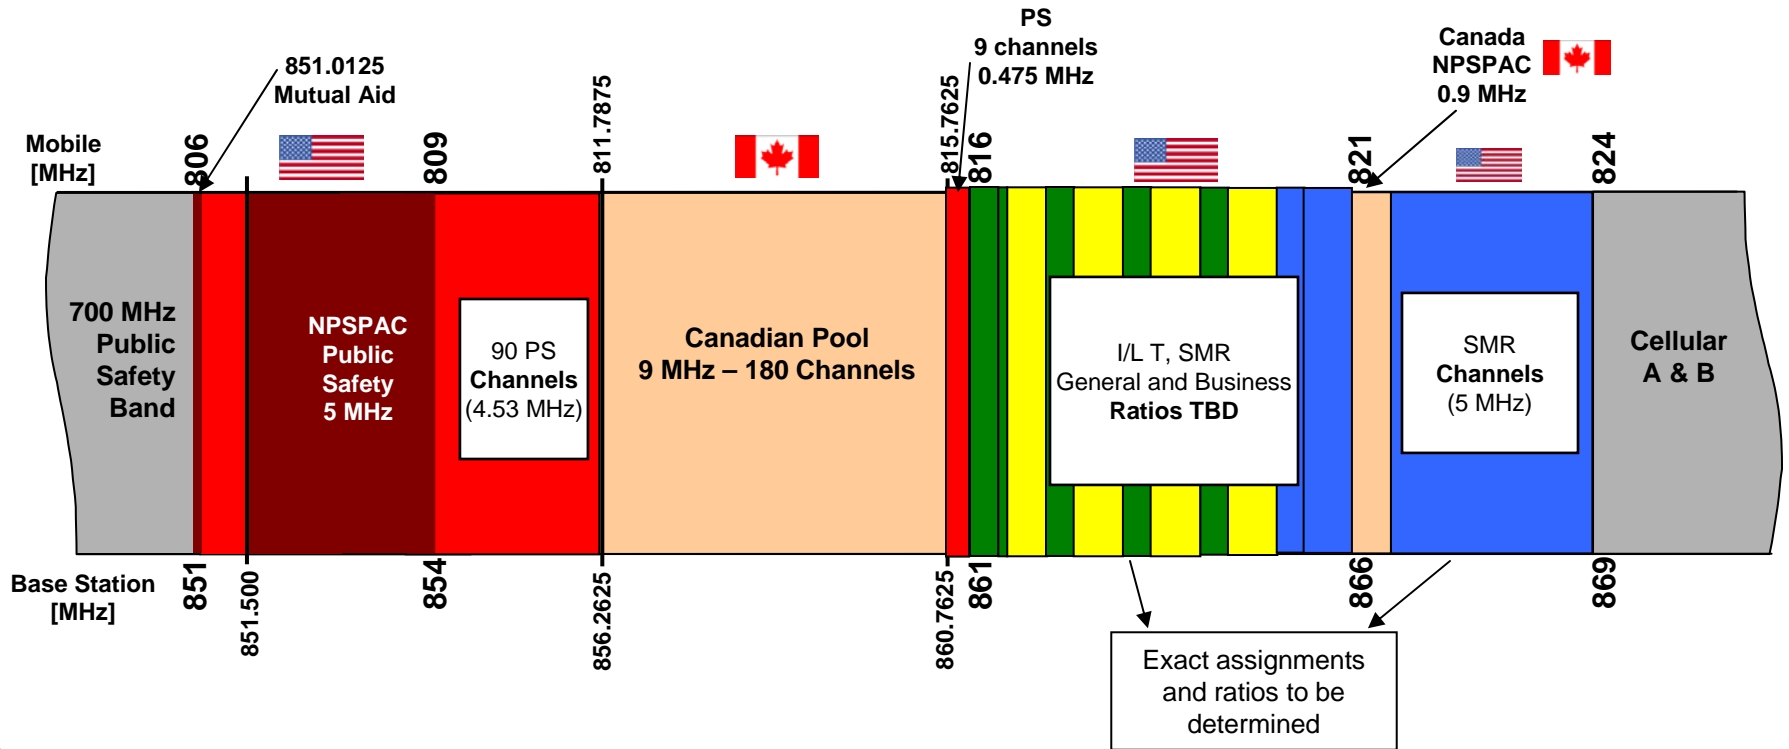 PS
9 channels
0.475 MHz
Canada
NPSPAC
0.9 MHz
851.0125
Mutual Aid
Mobile
[MHz]
806
809
811.7875
815.7625
816
821
824
700 MHz
Public
Safety
Band
NPSPAC
Public
Safety
5 MHz
90 PS
Channels
(4.53 MHz)
Canadian Pool
9 MHz – 180 Channels
I/L T, SMR
General and Business
Ratios TBD
SMR
Channels
(5 MHz)
Cellular
A & B
Base Station
[MHz]
851
851.500
854
856.2625
860.7625
861
866
869
Exact assignments
and ratios to be
determined